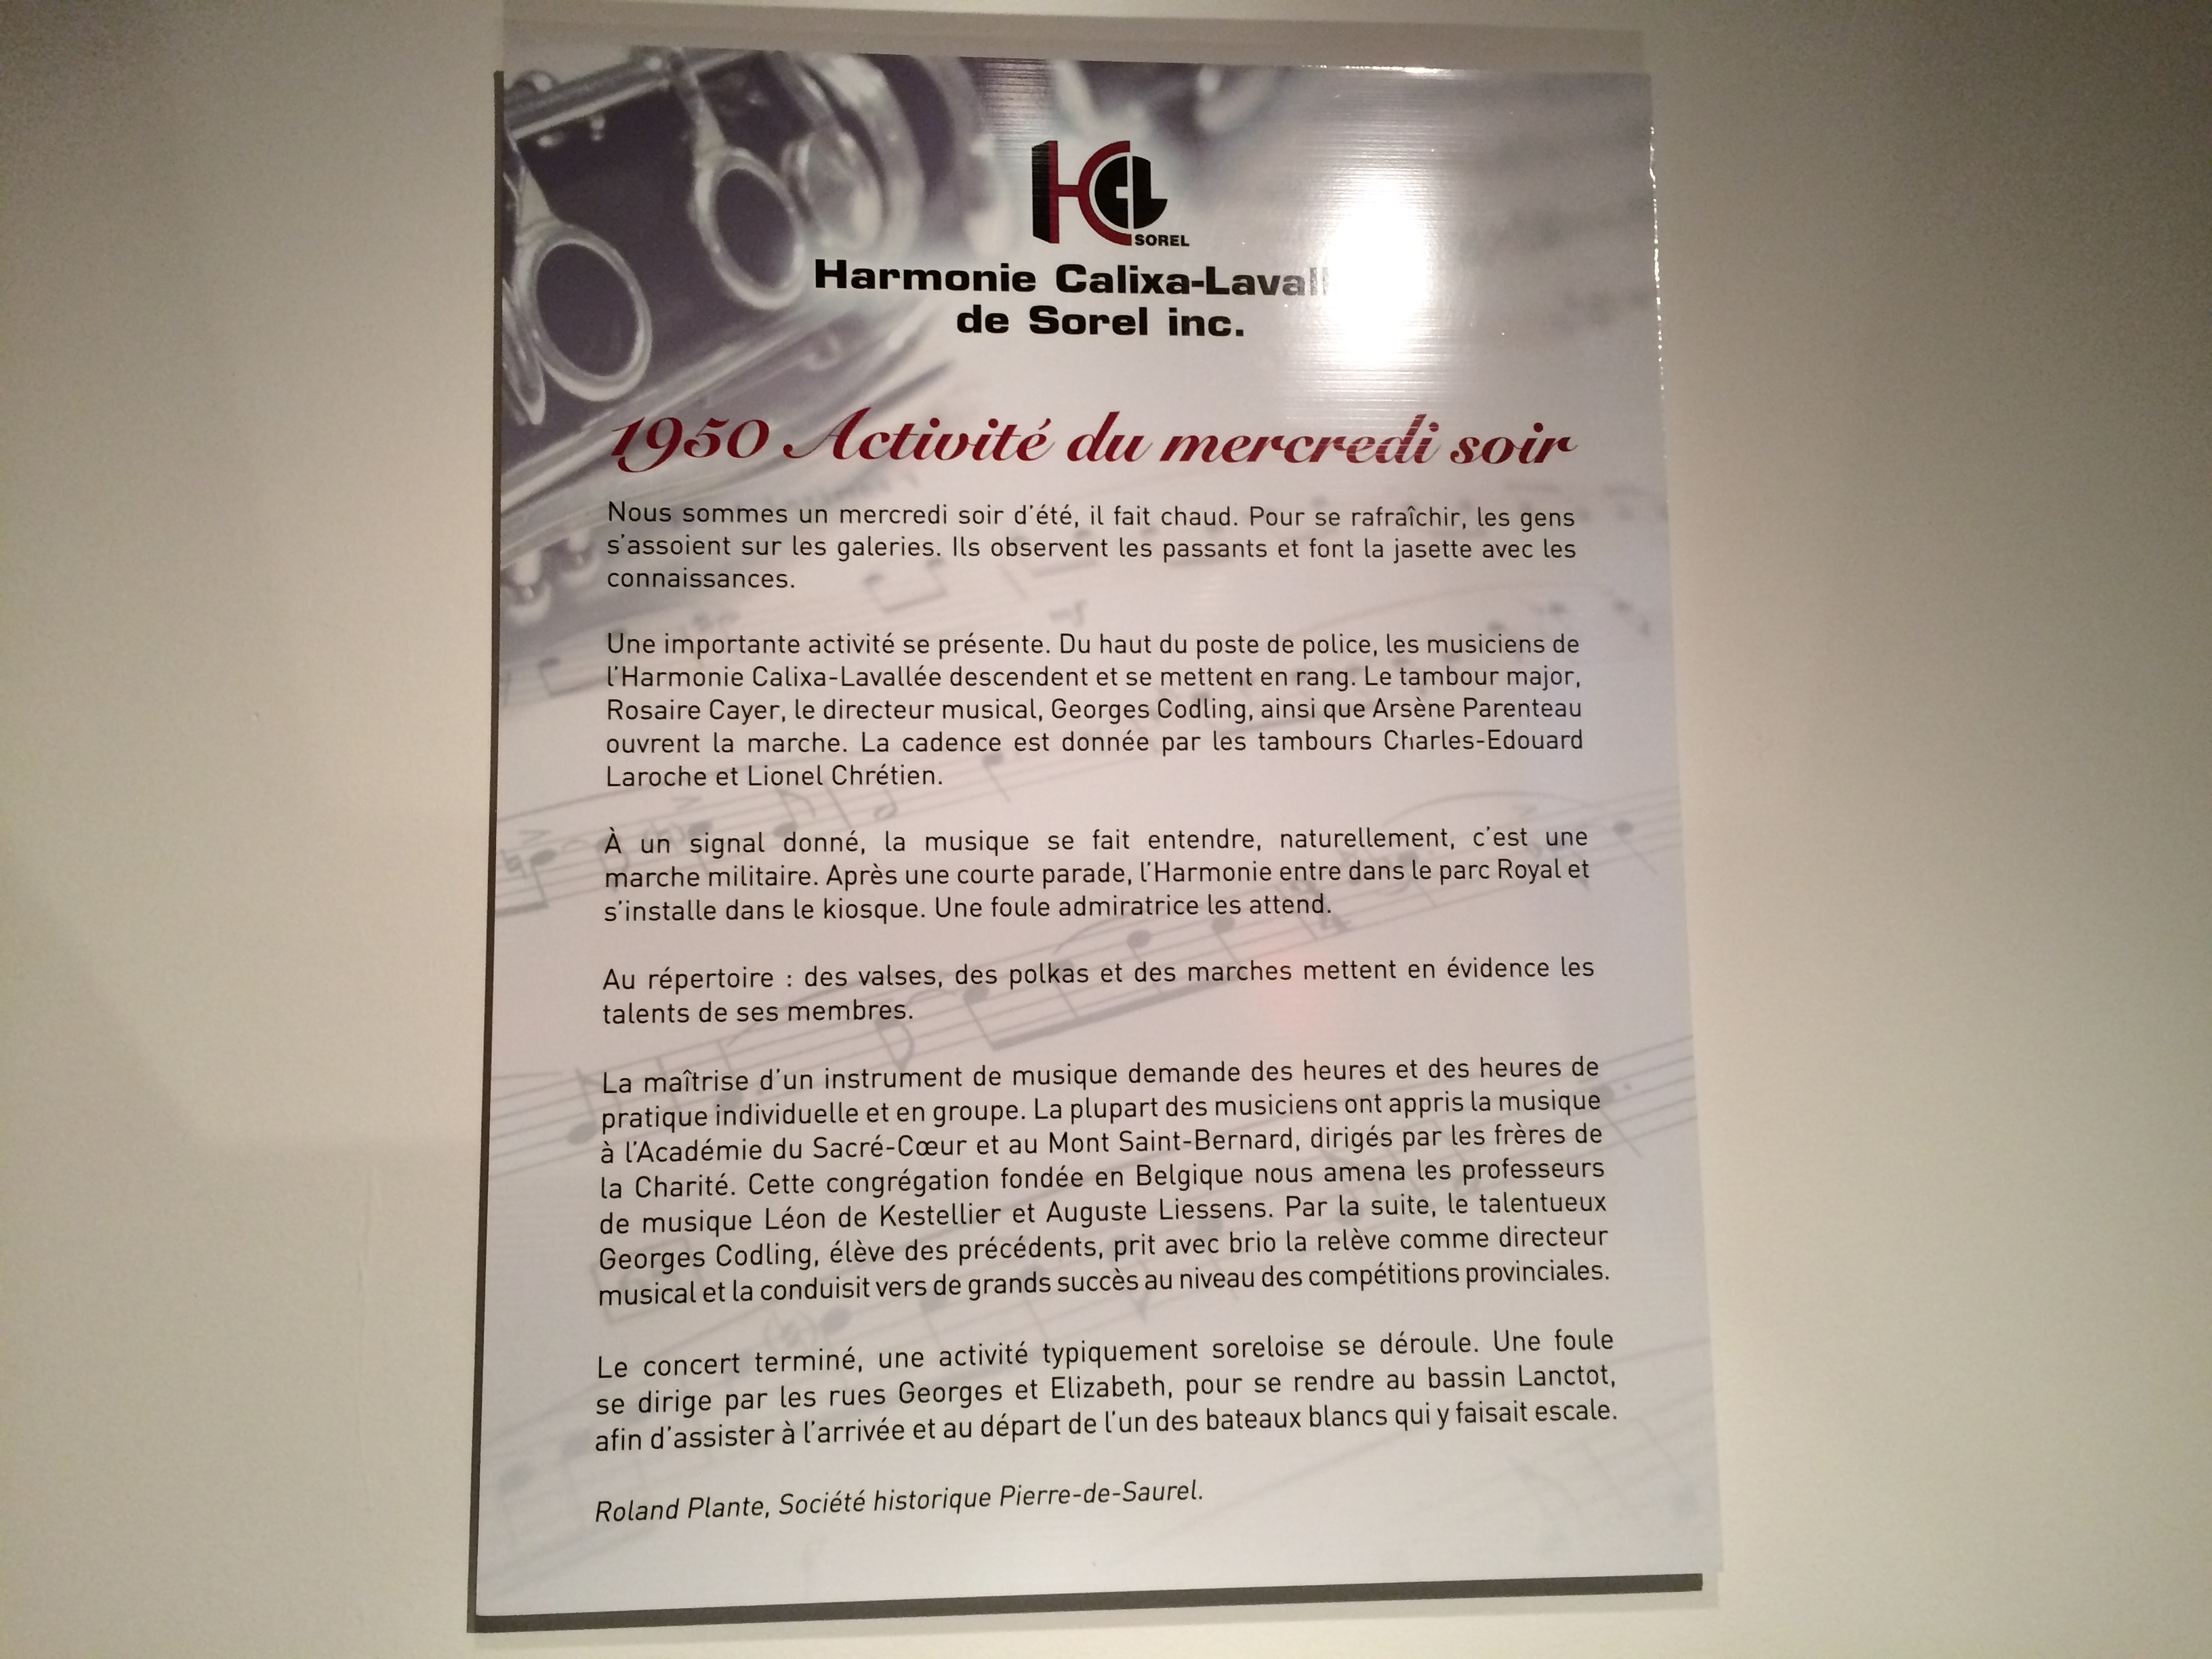 HCL
SOREL
Harmonie
de Sorel inc.
1950 Activité du mercredi soir
Nous sommes un mercredi soir d'été, il fait chaud. Pour se rafraîchir, les gens
s'assoient sur les galeries. Ils observent les passants et font la jasette avec les
connaissances.
Une importante activité se présente. Du haut du poste de police, les musiciens de
l'Harmonie Calixa-Lavallée descendent et se mettent en rang. Le tambour major,
Rosaire Cayer, le directeur musical, Georges Codling, ainsi que Arsène Parenteau
ouvrent la marche. La cadence est donnée par les tambours Charles-Edouard
Laroche et Lionel Chrétien.
À un signal donné, la musique se fait entendre, naturellement, c'est une
marche militaire. Après une courte parade, l'Harmonie entre dans le parc Royal et
s'installe dans le kiosque. Une foule admiratrice les attend.
Au répertoire : des valses, des polkas et des marches mettent en évidence les
talents de ses membres.
La maîtrise d'un instrument de musique demande des heures et des heures de
pratique individuelle et en groupe. La plupart des musiciens ont appris la musique
à l'Académie du Sacré-Cœur et au Mont Saint-Bernard, dirigés par les frères de
la Charité. Cette congrégation fondée en Belgique nous amena les professeurs
de musique Léon de Kestellier et Auguste Liessens. Par la suite, le talentueux
Georges Codling, élève des précédents, prit avec brio la relève comme directeur
musical et la conduisit vers de grands succès au niveau des compétitions provinciales.
Le concert terminé, une activité typiquement soreloise se déroule. Une foule
se dirige par les rues Georges et Elizabeth, pour se rendre au bassin Lanctot,
afin d'assister à l'arrivée et au départ de l'un des bateaux blancs qui y faisait escale.
Roland Plante, Société historique Pierre-de-Saurel.